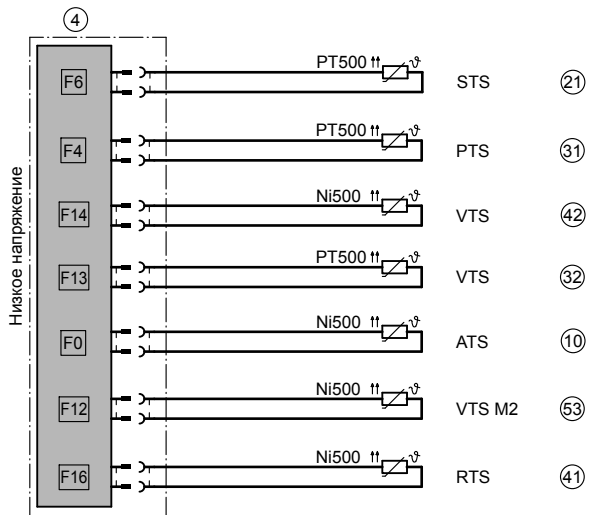 4
Низкое напряжение
F6 PT500 ϑ STS 21
F4 PT500 ϑ PTS 31
F14 Ni500 ϑ VTS 42
F13 PT500 ϑ VTS 32
F0 Ni500 ϑ ATS 10
F12 Ni500 ϑ VTS M2 53
F16 Ni500 ϑ RTS 41